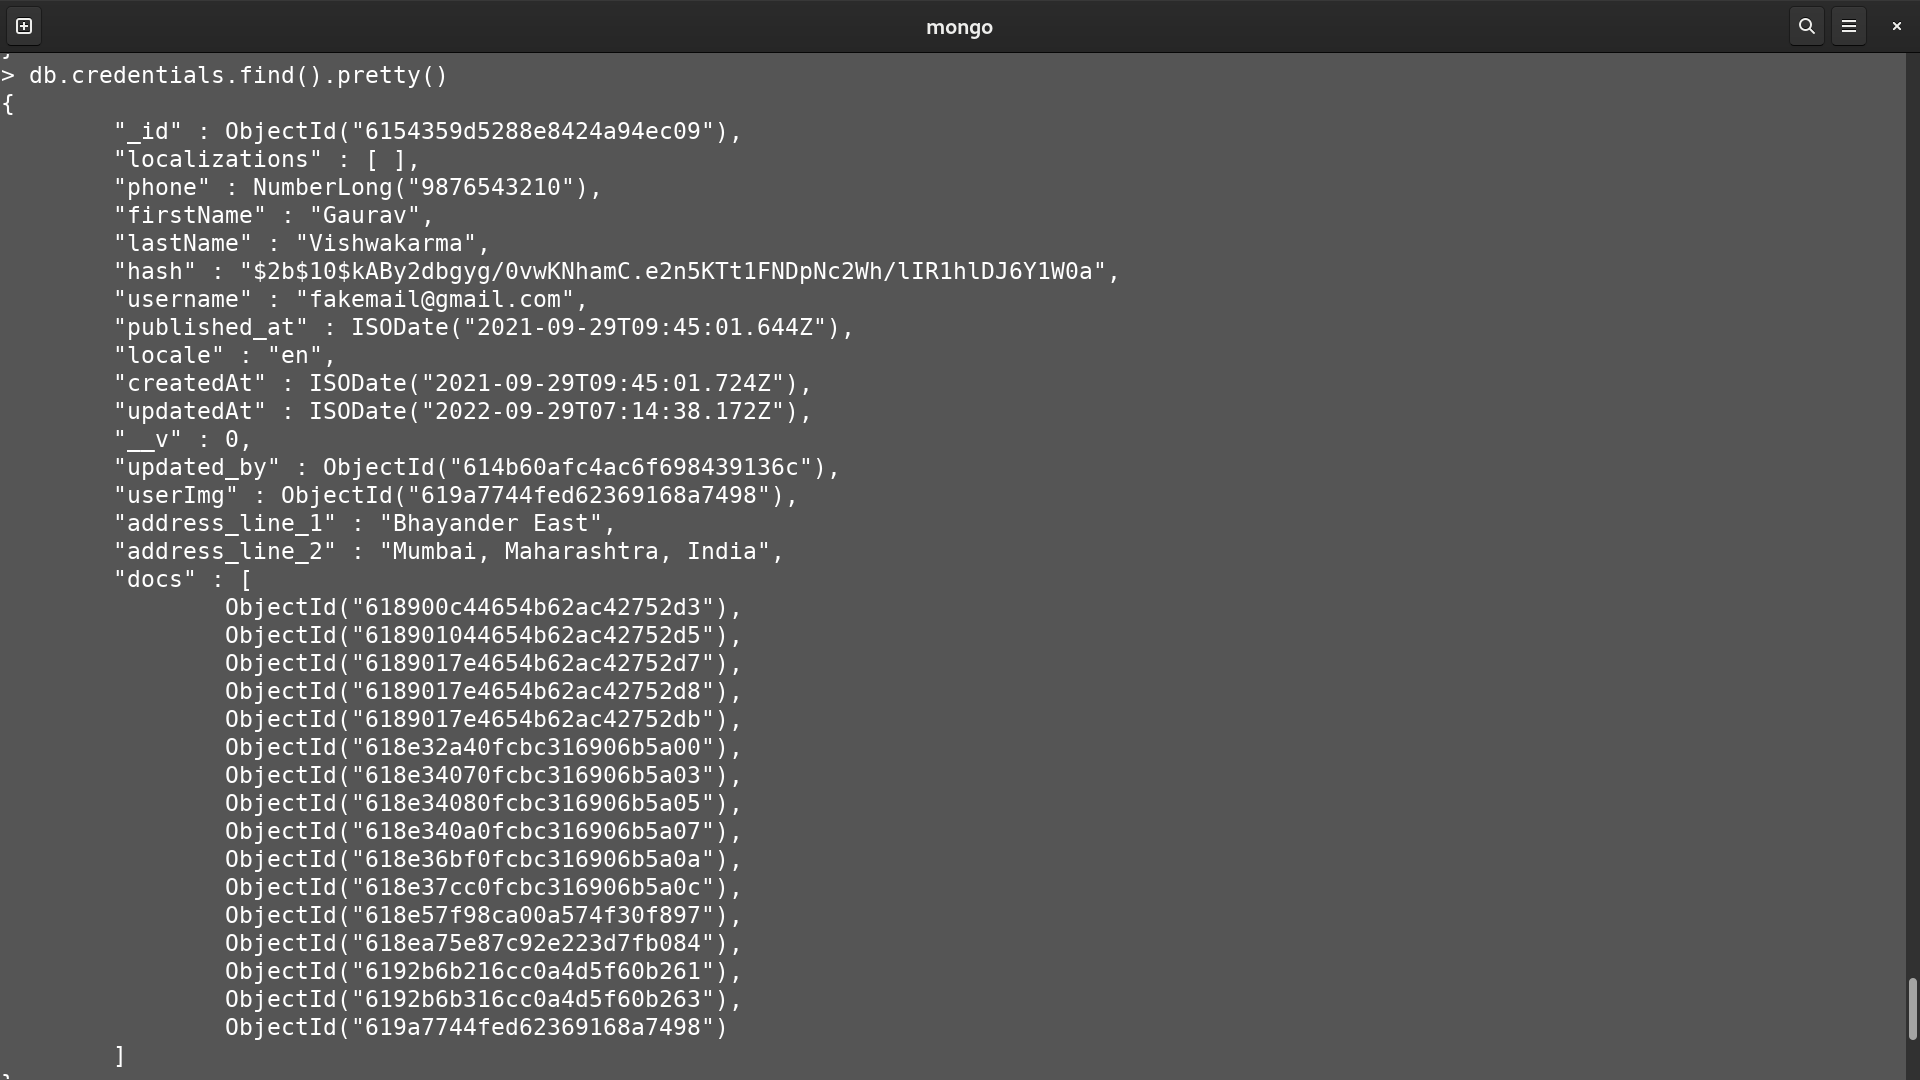 mongo
> db.credentials.find().pretty()
{
"_id" : ObjectId("6154359d5288e8424a94ec09"),
"localizations" : [ ],
"phone" : NumberLong("9876543210"),
"firstName" : "Gaurav",
"lastName" : "Vishwakarma",
"hash" : "$2b$10$kABy2dbgyg/0vwKNhamC.e2n5KTt1FNDpNc2Wh/lIR1hlDJ6Y1W0a",
"username" : "fakemail@gmail.com",
"published_at" : ISODate("2021-09-29T09:45:01.644Z"),
"locale" : "en",
"createdAt" : ISODate("2021-09-29T09:45:01.724Z"),
"updatedAt" : ISODate("2022-09-29T07:14:38.172Z"),
"__v" : 0,
"updated_by" : ObjectId("614b60afc4ac6f698439136c"),
"userImg" : ObjectId("619a7744fed62369168a7498"),
"address_line_1" : "Bhayander East",
"address_line_2" : "Mumbai, Maharashtra, India",
"docs" : [
ObjectId("618900c44654b62ac42752d3"),
ObjectId("618901044654b62ac42752d5"),
ObjectId("6189017e4654b62ac42752d7"),
ObjectId("6189017e4654b62ac42752d8"),
ObjectId("6189017e4654b62ac42752db"),
ObjectId("618e32a40fcbc316906b5a00"),
ObjectId("618e34070fcbc316906b5a03"),
ObjectId("618e34080fcbc316906b5a05"),
ObjectId("618e340a0fcbc316906b5a07"),
ObjectId("618e36bf0fcbc316906b5a0a"),
ObjectId("618e37cc0fcbc316906b5a0c"),
ObjectId("618e57f98ca00a574f30f897"),
ObjectId("618ea75e87c92e223d7fb084"),
ObjectId("6192b6b216cc0a4d5f60b261"),
ObjectId("6192b6b316cc0a4d5f60b263"),
ObjectId("619a7744fed62369168a7498")
]